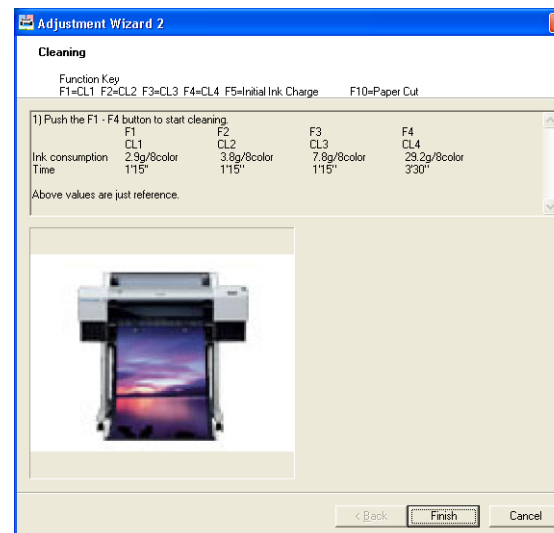 Adjustment Wizard 2
Cleaning
Function Key
F1=CL1 F2=CL2 F3=CL3 F4=CL4 F5=Initial Ink Charge F10=Paper Cut
1) Push the F1 - F4 button to start cleaning.
F1 F2 F3 F4
CL1 CL2 CL3 CL4
Ink consumption 2.9g/8color 3.8g/8color 7.8g/8color 29.2g/8color
Time 1'15" 1'15" 1'15" 3'30"
Above values are just reference.
< Back Finish Cancel